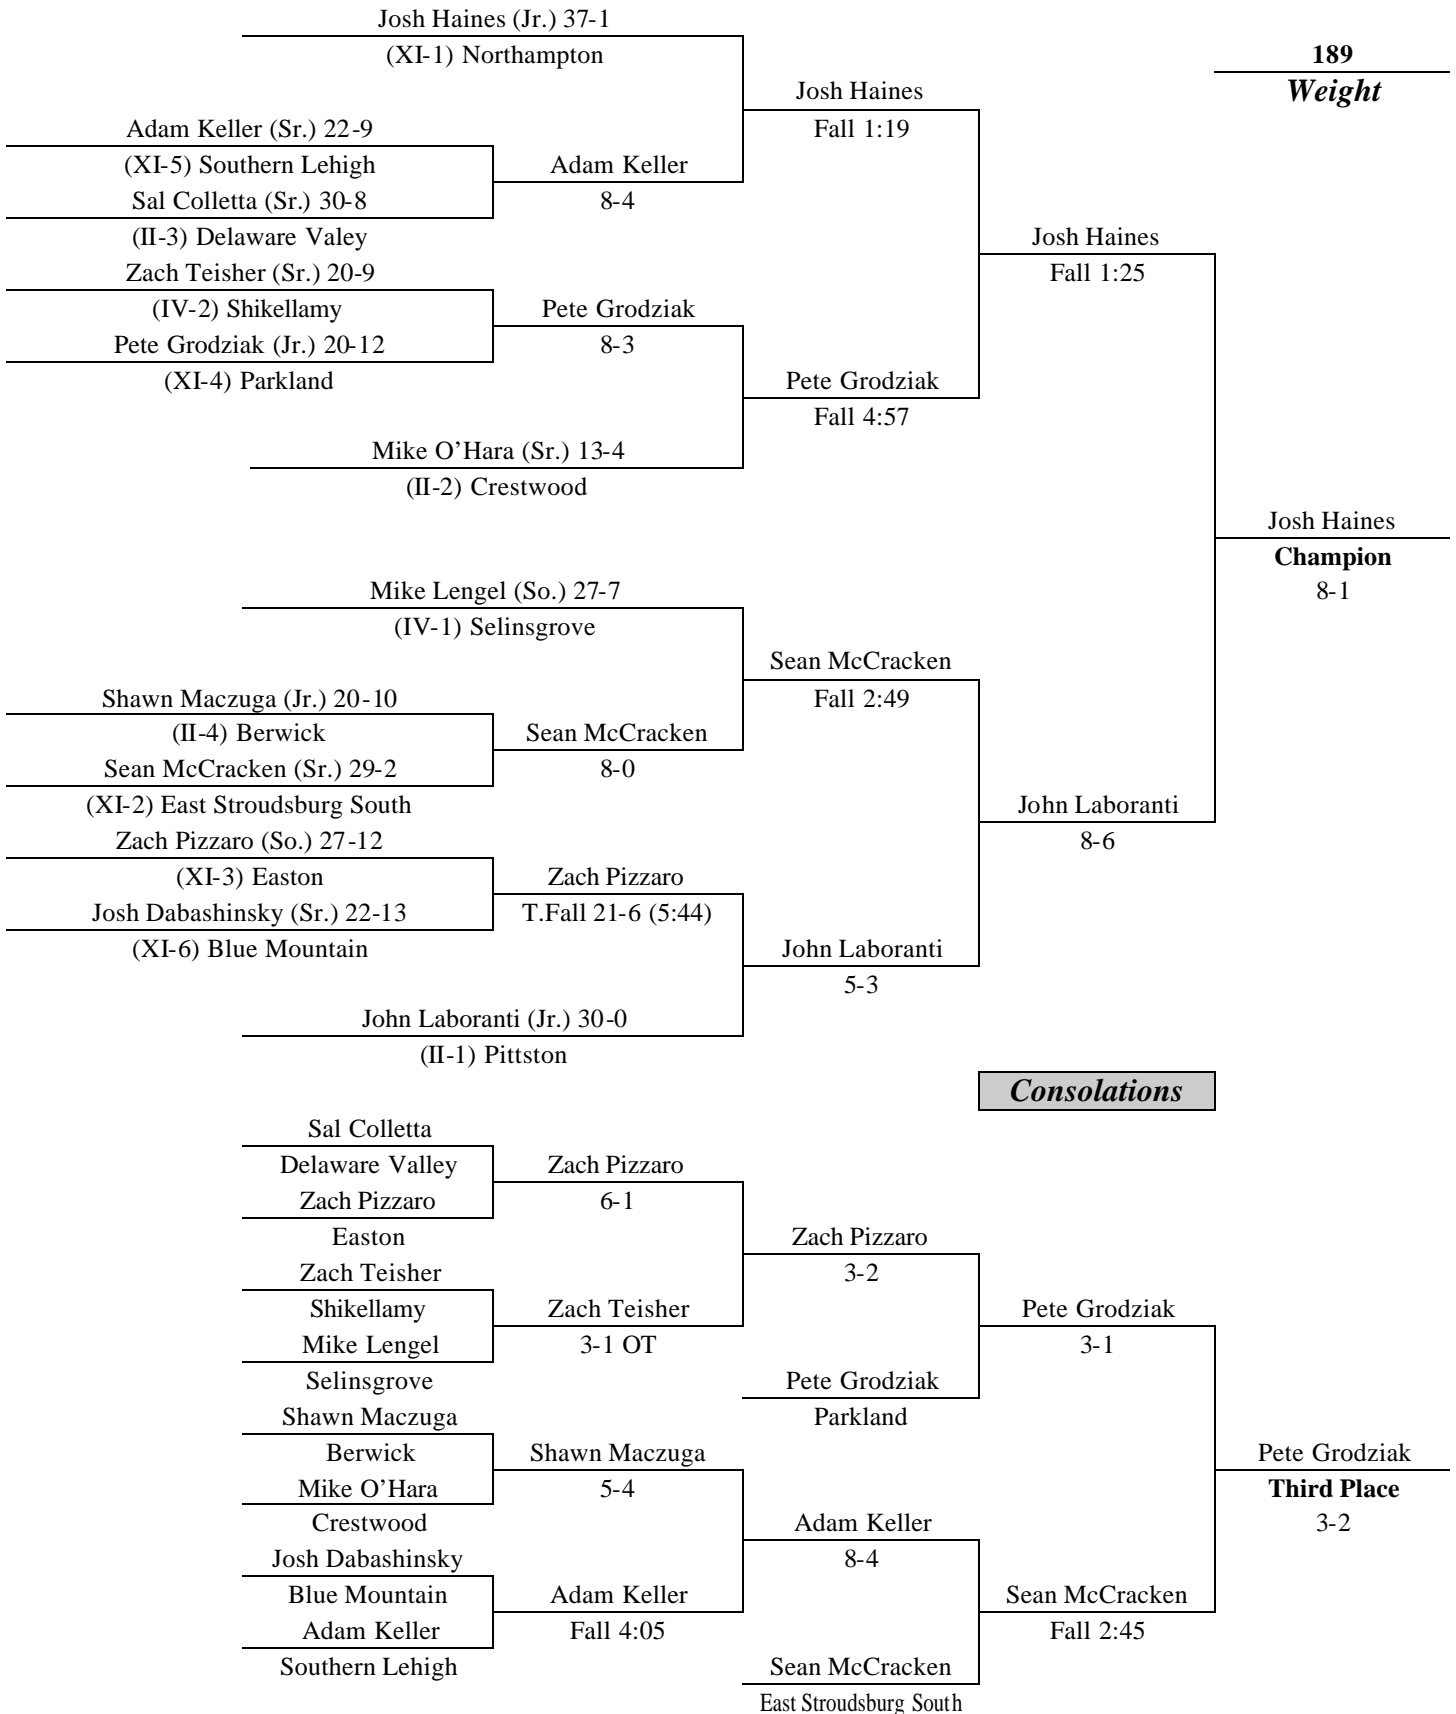 Josh Haines (Jr.) 37-1
(XI-1) Northampton
189
Weight
Josh Haines
Fall 1:19
Adam Keller (Sr.) 22-9
(XI-5) Southern Lehigh
Adam Keller
Sal Colletta (Sr.) 30-8
8-4
(II-3) Delaware Valey
Josh Haines
Zach Teisher (Sr.) 20-9
Fall 1:25
(IV-2) Shikellamy
Pete Grodziak
Pete Grodziak (Jr.) 20-12
8-3
(XI-4) Parkland
Pete Grodziak
Fall 4:57
Mike O’Hara (Sr.) 13-4
(II-2) Crestwood
Josh Haines
Champion
8-1
Mike Lengel (So.) 27-7
(IV-1) Selinsgrove
Sean McCracken
Fall 2:49
Shawn Maczuga (Jr.) 20-10
(II-4) Berwick
Sean McCracken
Sean McCracken (Sr.) 29-2
8-0
(XI-2) East Stroudsburg South
John Laboranti
Zach Pizzaro (So.) 27-12
8-6
(XI-3) Easton
Zach Pizzaro
Josh Dabashinsky (Sr.) 22-13
T.Fall 21-6 (5:44)
(XI-6) Blue Mountain
John Laboranti
5-3
John Laboranti (Jr.) 30-0
(II-1) Pittston
Consolations
Sal Colletta
Delaware Valley
Zach Pizzaro
Zach Pizzaro
6-1
Easton
Zach Pizzaro
Zach Teisher
3-2
Shikellamy
Zach Teisher
Pete Grodziak
Mike Lengel
3-1 OT
3-1
Selinsgrove
Pete Grodziak
Shawn Maczuga
Parkland
Berwick
Shawn Maczuga
Pete Grodziak
Mike O’Hara
5-4
Third Place
Crestwood
Adam Keller
3-2
Josh Dabashinsky
8-4
Blue Mountain
Adam Keller
Sean McCracken
Adam Keller
Fall 4:05
Fall 2:45
Southern Lehigh
Sean McCracken
East Stroudsburg South